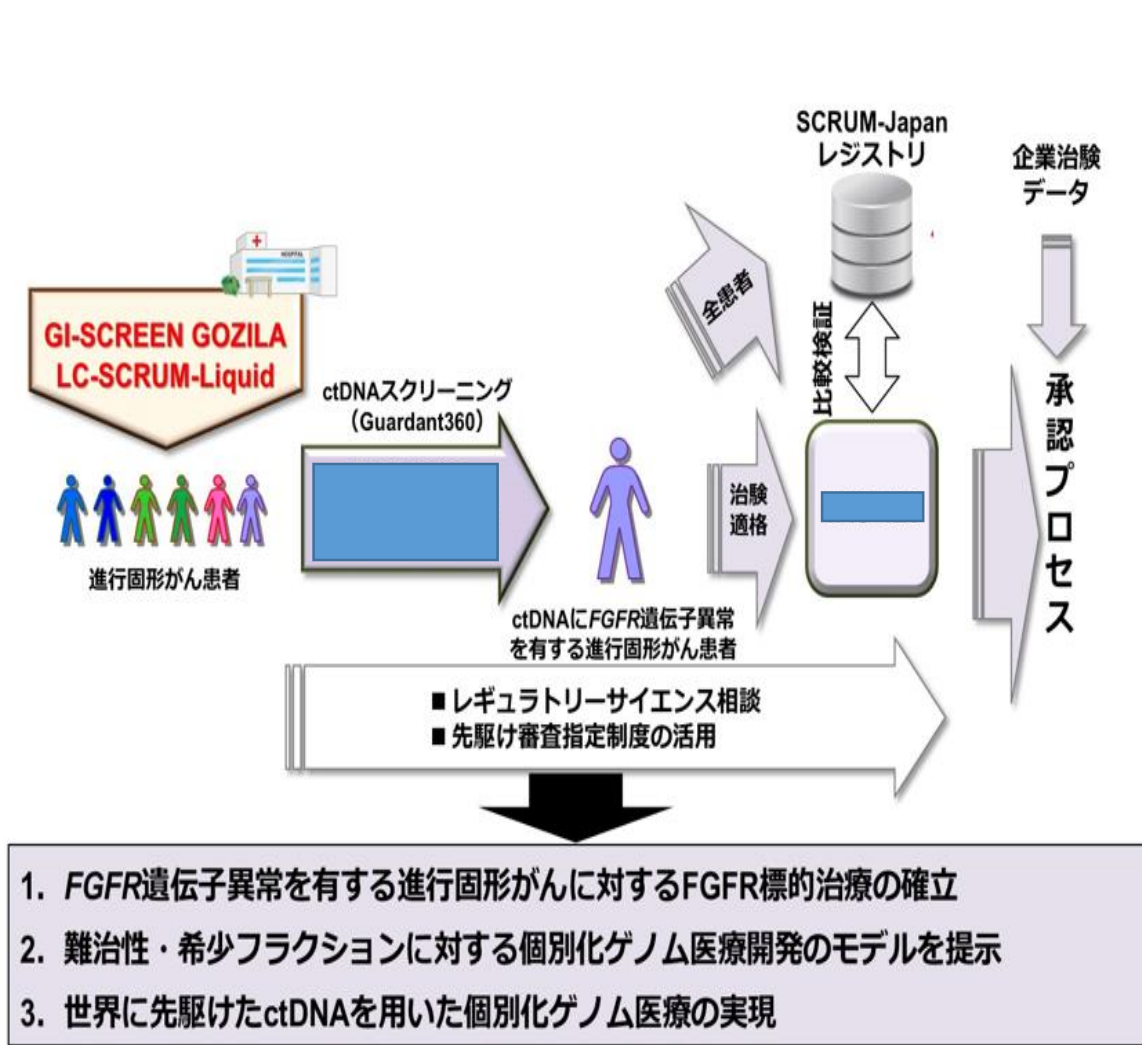 SCRUM-Japan
レジストリ
企業治験
データ
全患者
比較検証
HOSPITAL
GI-SCREEN GOZILA
LC-SCRUM-Liquid
ctDNAスクリーニング
（Guardant360）
治験
適格
承認プロセス
進行固形がん患者
ctDNAにFGFR遺伝子異常
を有する進行固形がん患者
■ レギュラトリーサイエンス相談
■ 先駆け審査指定制度の活用
1. FGFR遺伝子異常を有する進行固形がんに対するFGFR標的治療の確立
2. 難治性・希少フラクションに対する個別化ゲノム医療開発のモデルを提示
3. 世界に先駆けたctDNAを用いた個別化ゲノム医療の実現